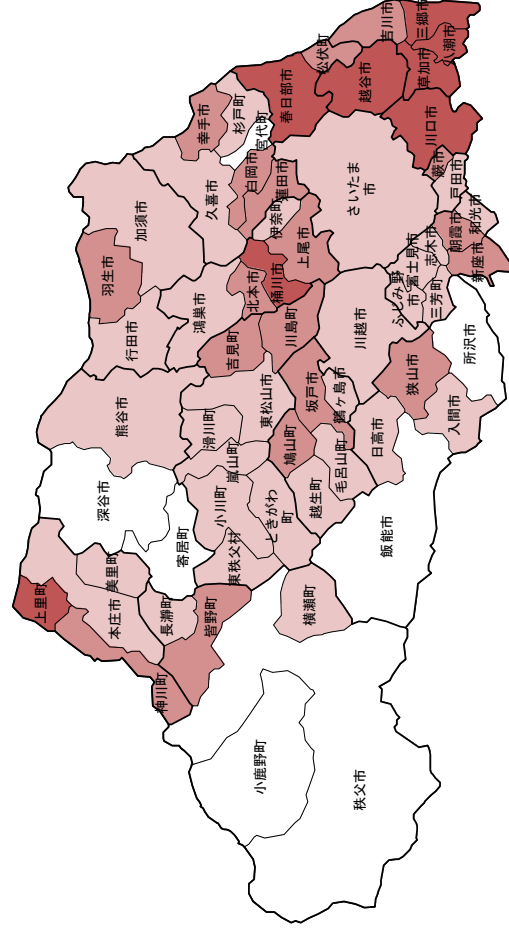 上里町
神川町
本庄市
美里町
長瀞町
皆野町
小鹿野町
秩父市
横瀬町
深谷市
寄居町
東秩父村
小川町
ときがわ
町
嵐山町
滑川町
熊谷市
東松山市
鳩山町
越生町
毛呂山町
飯能市
日高市
坂戸市
鶴ヶ島市
狭山市
入間市
所沢市
行田市
羽生市
加須市
鴻巣市
吉見町
川島町
川越市
北本市
桶川市
ふじみ野
市
三芳町
富士見市
志木市
新座市
朝霞市
和光市
久喜市
幸手市
杉戸町
宮代町
白岡市
蓮田市
伊奈町
上尾市
さいたま
市
戸田市
蕨市
川口市
春日部市
越谷市
草加市
八潮市
松伏町
吉川市
三郷市